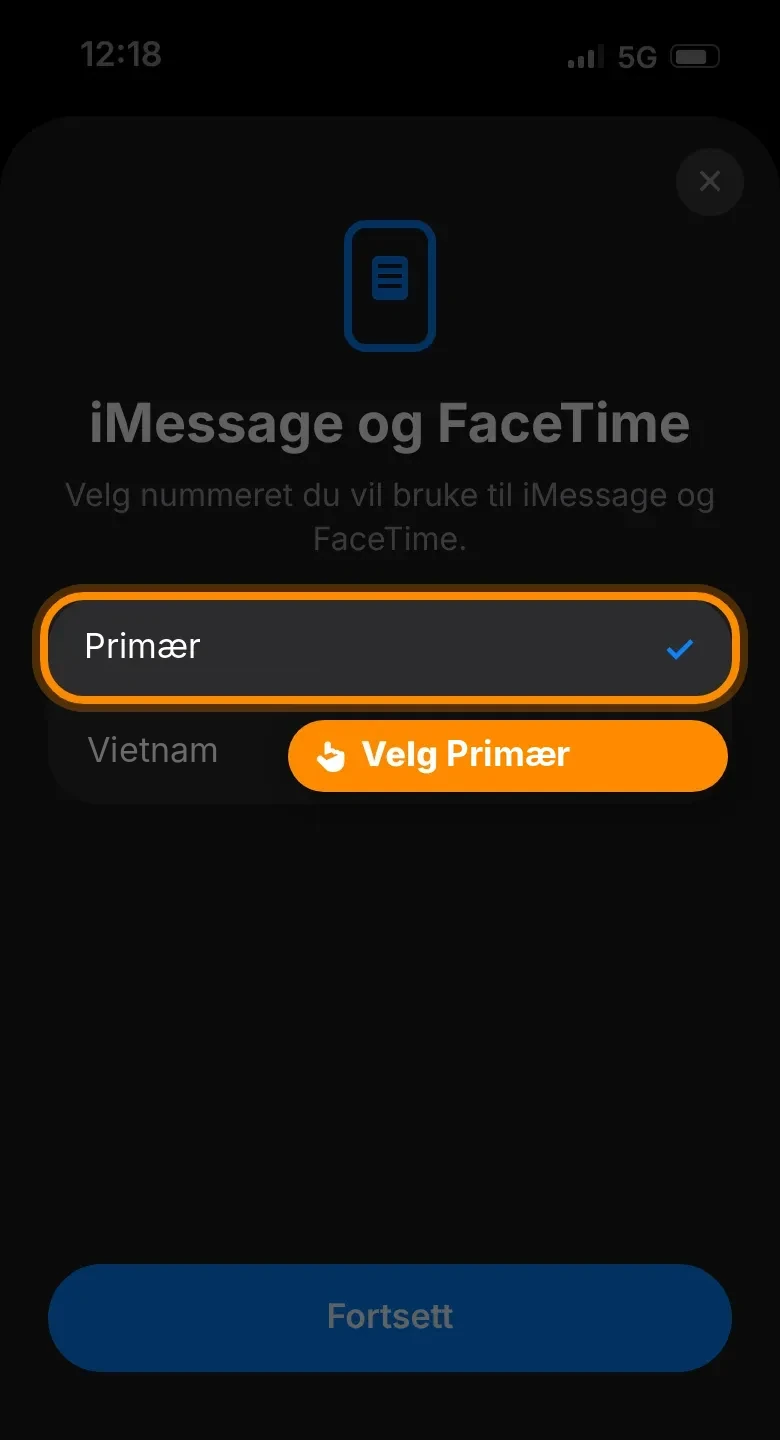 12:18
5G
iMessage og FaceTime
Velg nummeret du vil bruke til iMessage og
FaceTime.
Primær
Vietnam
Velg Primær
Fortsett